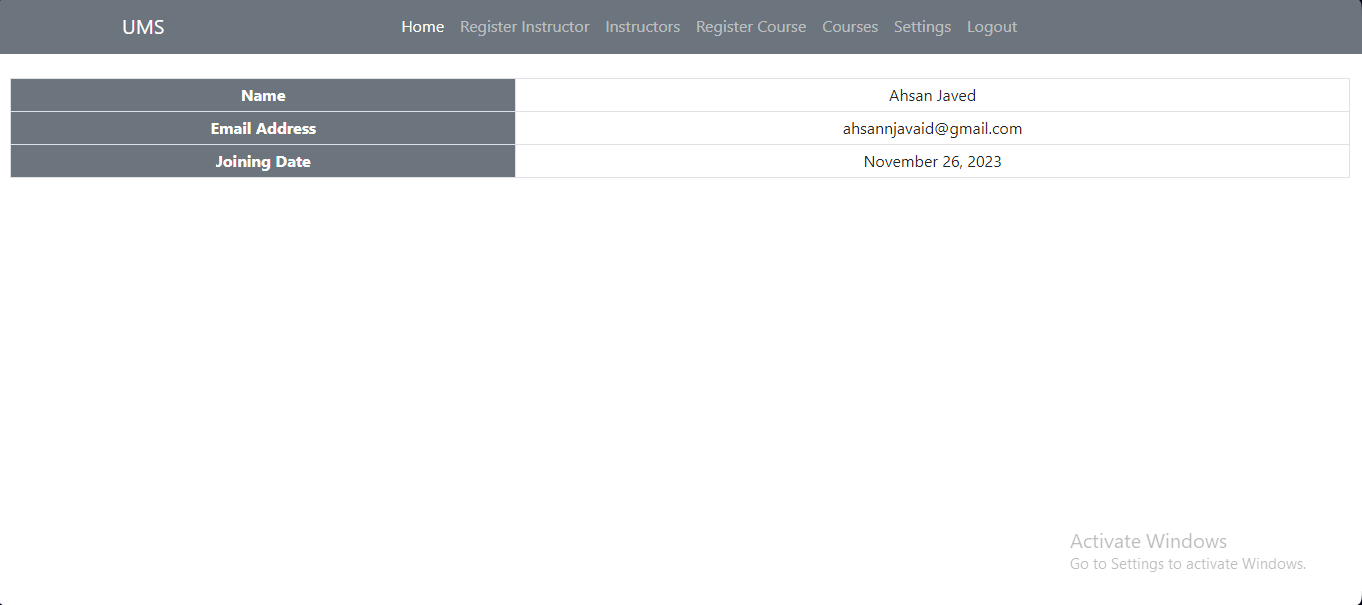 UMS Home Register Instructor Instructors Register Course Courses Settings Logout
Name Ahsan Javed
Email Address ahsannjavaid@gmail.com
Joining Date November 26, 2023
Activate Windows
Go to Settings to activate Windows.